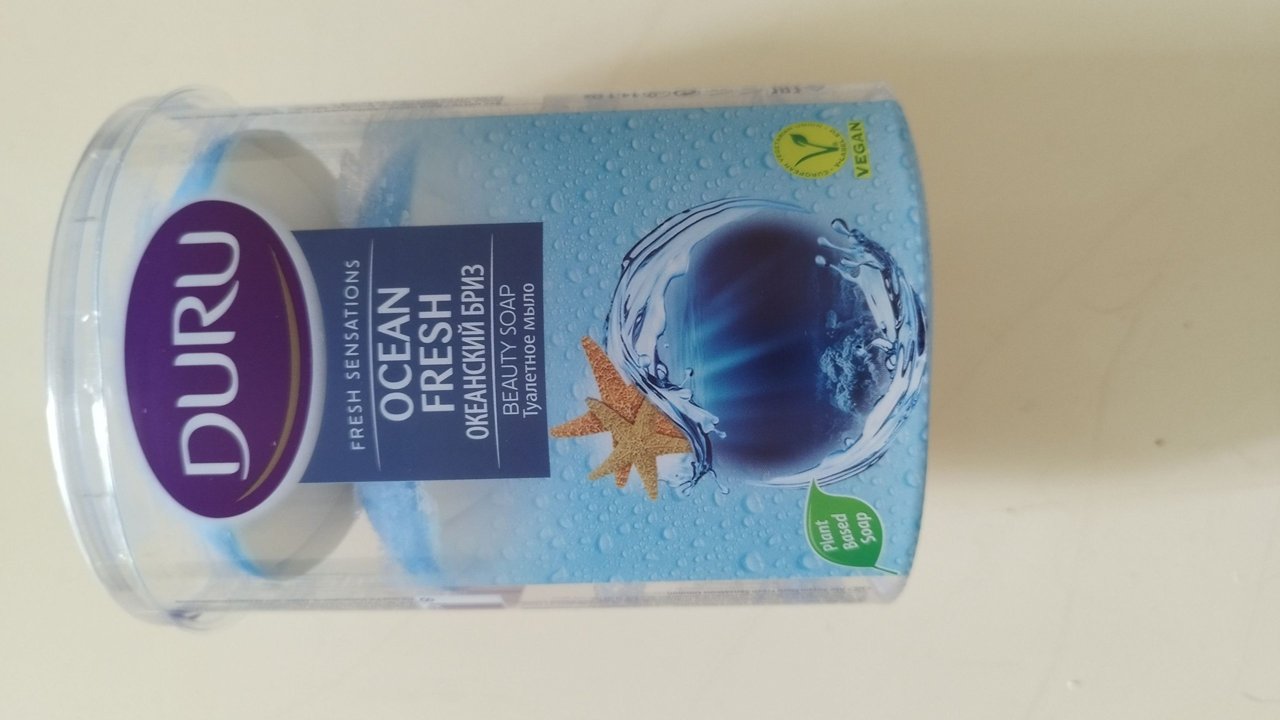 DURU
FRESH SENSATIONS
OCEAN
FRESH
ОКЕАНСКИЙ БРИЗ
BEAUTY SOAP
Туалетное мыло
VEGAN
Plant
Based
Soap